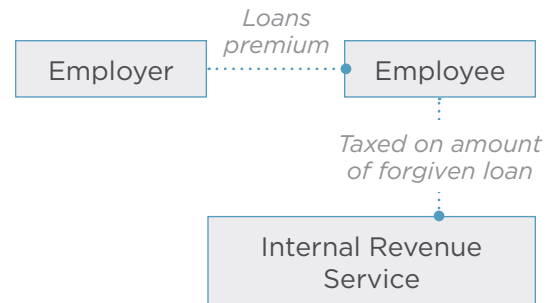 Loans
premium
Employer
Employee
Taxed on amount
of forgiven loan
Internal Revenue
Service